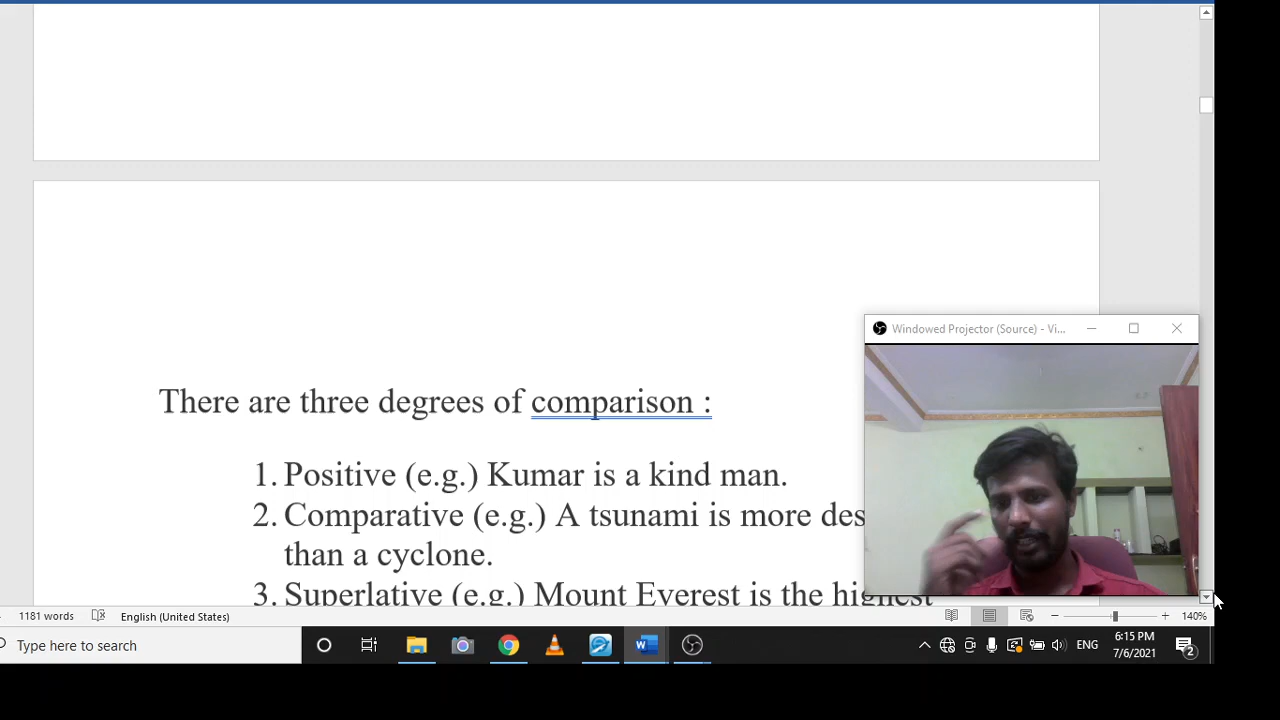 There are three degrees of comparison :
1. Positive (e.g.) Kumar is a kind man.
2. Comparative (e.g.) A tsunami is more des
than a cyclone.
3. Superlative (e.g.) Mount Everest is the highest
Windowed Projector (Source) - Vi...
1181 words English (United States) 140%
Type here to search
ENG
6:15 PM
7/6/2021
2